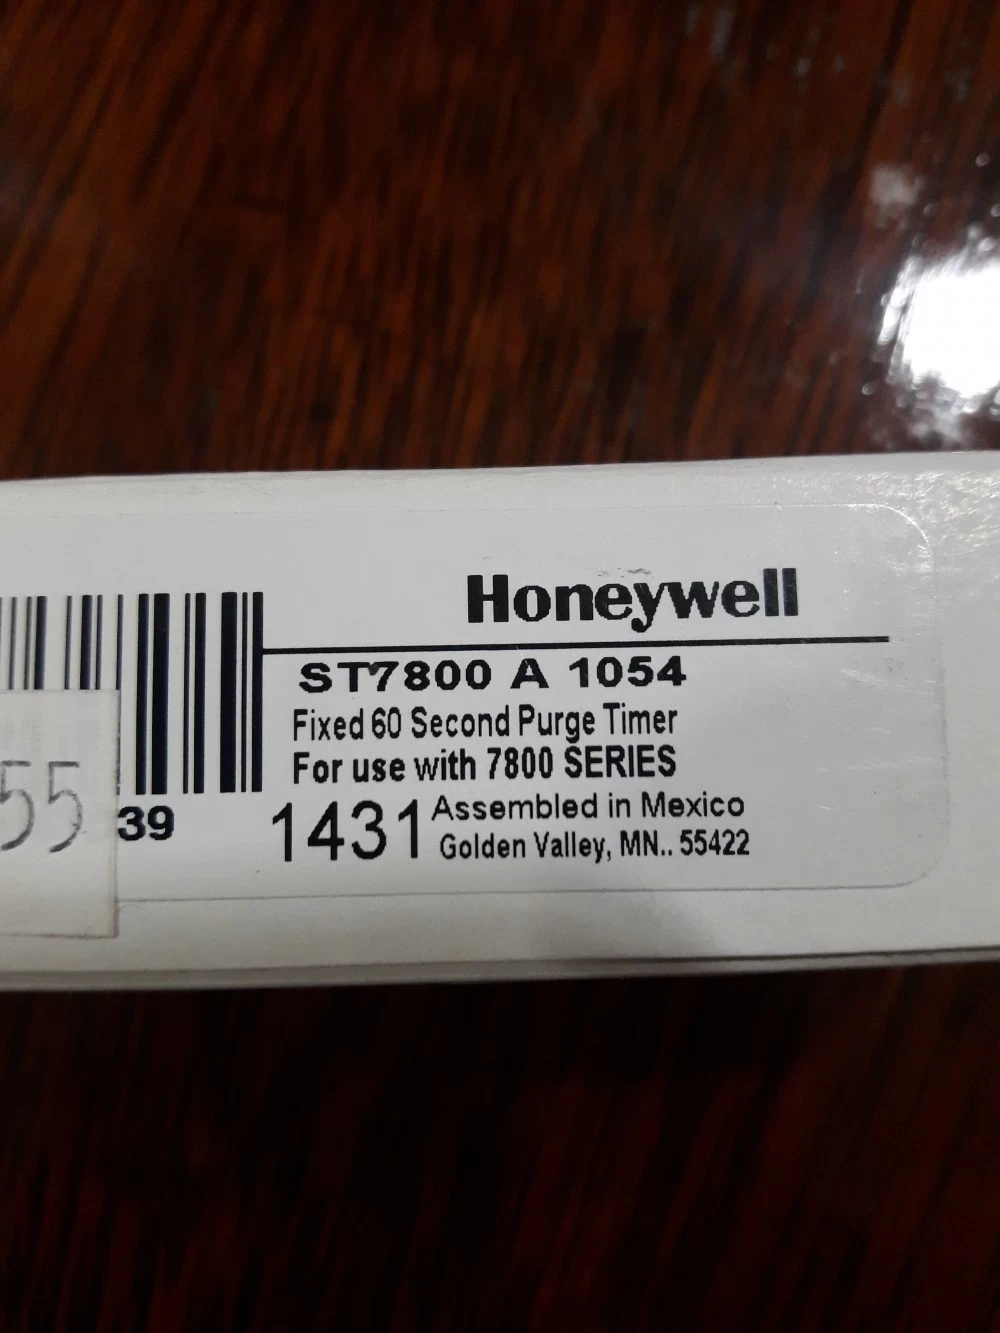 Honeywell
ST7800 A 1054
Fixed 60 Second Purge Timer
For use with 7800 SERIES
1431 Assembled in Mexico
Golden Valley, MN.. 55422
39
55